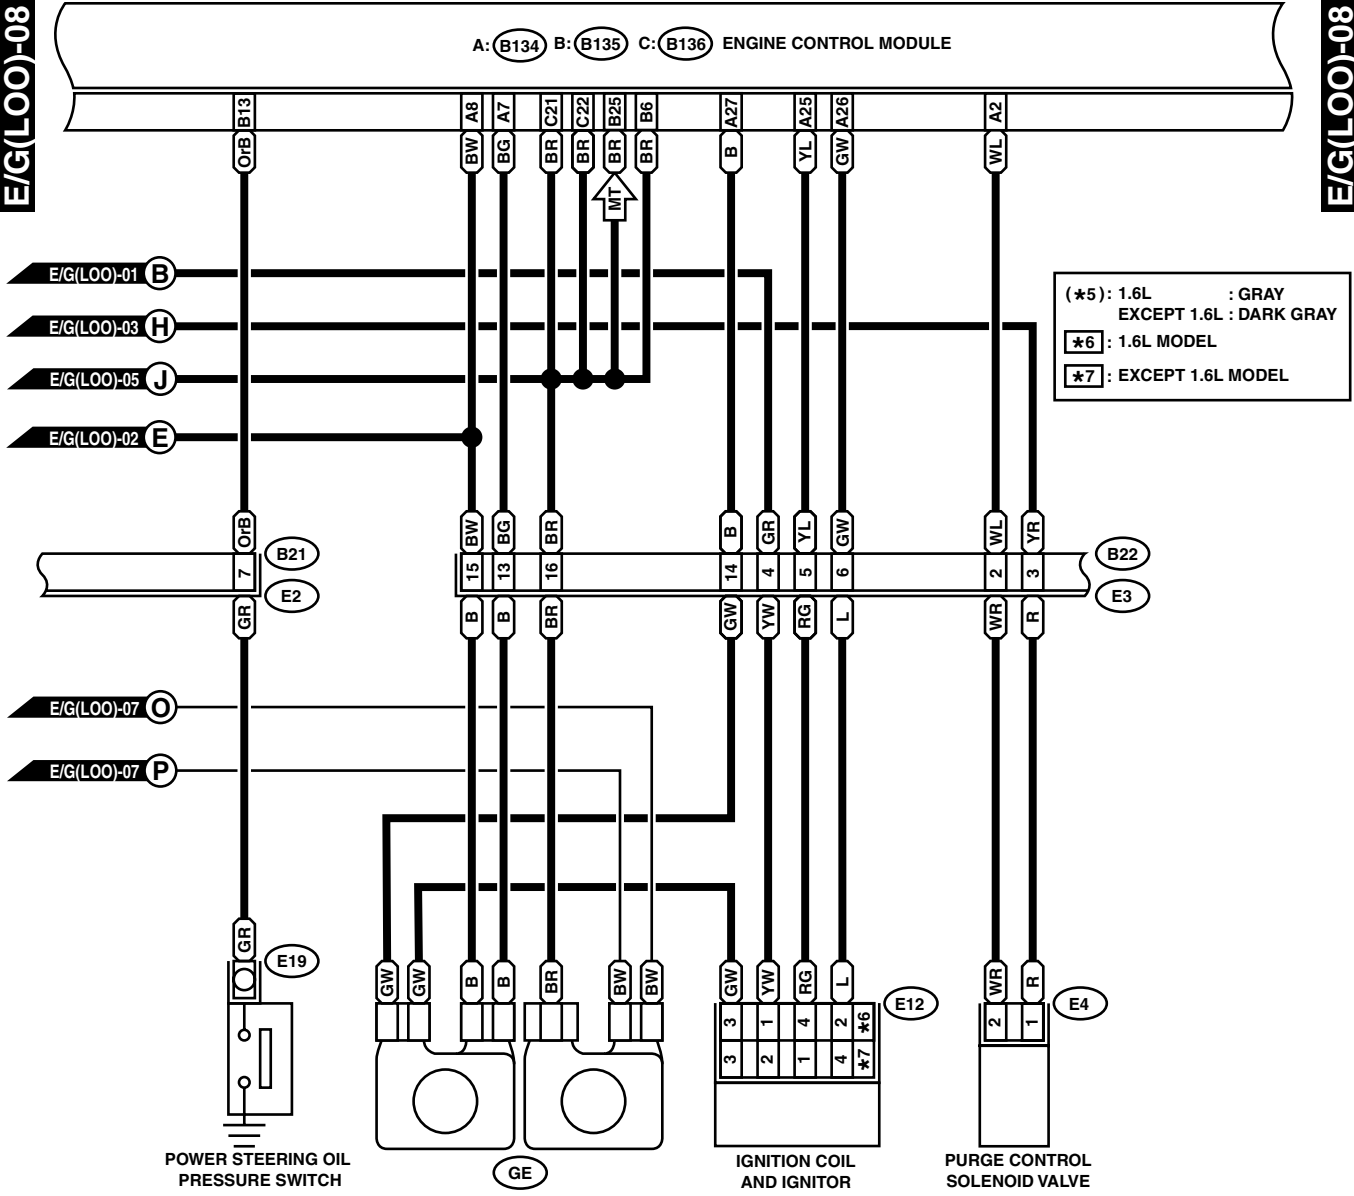 E/G(LOO)-08
E/G(LOO)-08
A: B134 B: B135 C: B136 ENGINE CONTROL MODULE
B13 A8 A7 C21 C22 B25 B6 A27 A25 A26 A2
OrB BW BG BR BR BR BR B YL GW WL
MT
E/G(LOO)-01 B
E/G(LOO)-03 H
E/G(LOO)-05 J
E/G(LOO)-02 E
(*5): 1.6L : GRAY
EXCEPT 1.6L : DARK GRAY
*6 : 1.6L MODEL
*7 : EXCEPT 1.6L MODEL
OrB BW BG BR B GR YL GW WL YR
B21 B22
7 15 13 16 14 4 5 6 2 3
E2 E3
GR B B BR GW YW RG L WR R
E/G(LOO)-07 O
E/G(LOO)-07 P
GR
E19
GW GW B B BR BW BW GW YW RG L WR R
E12 E4
3 1 4 2 *6 2 1
3 2 1 4 *7
POWER STEERING OIL
PRESSURE SWITCH
GE
IGNITION COIL
AND IGNITOR
PURGE CONTROL
SOLENOID VALVE